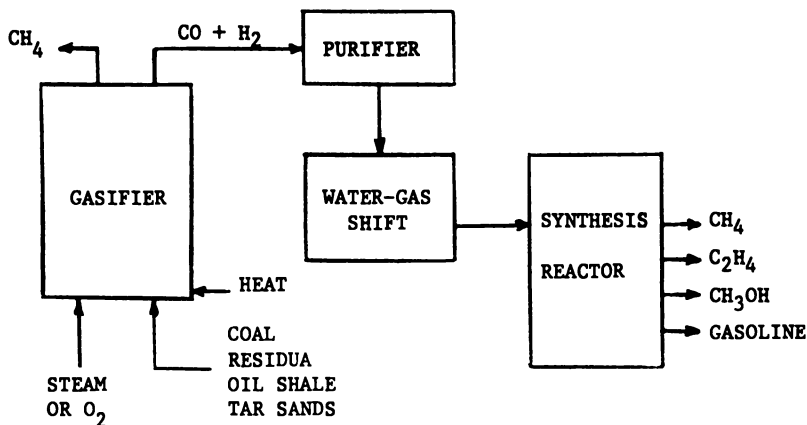 CH4
CO + H2
PURIFIER
GASIFIER
WATER-GAS
SHIFT
SYNTHESIS
REACTOR
CH4
C2H4
CH3OH
GASOLINE
HEAT
STEAM
OR O2
COAL
RESIDUA
OIL SHALE
TAR SANDS